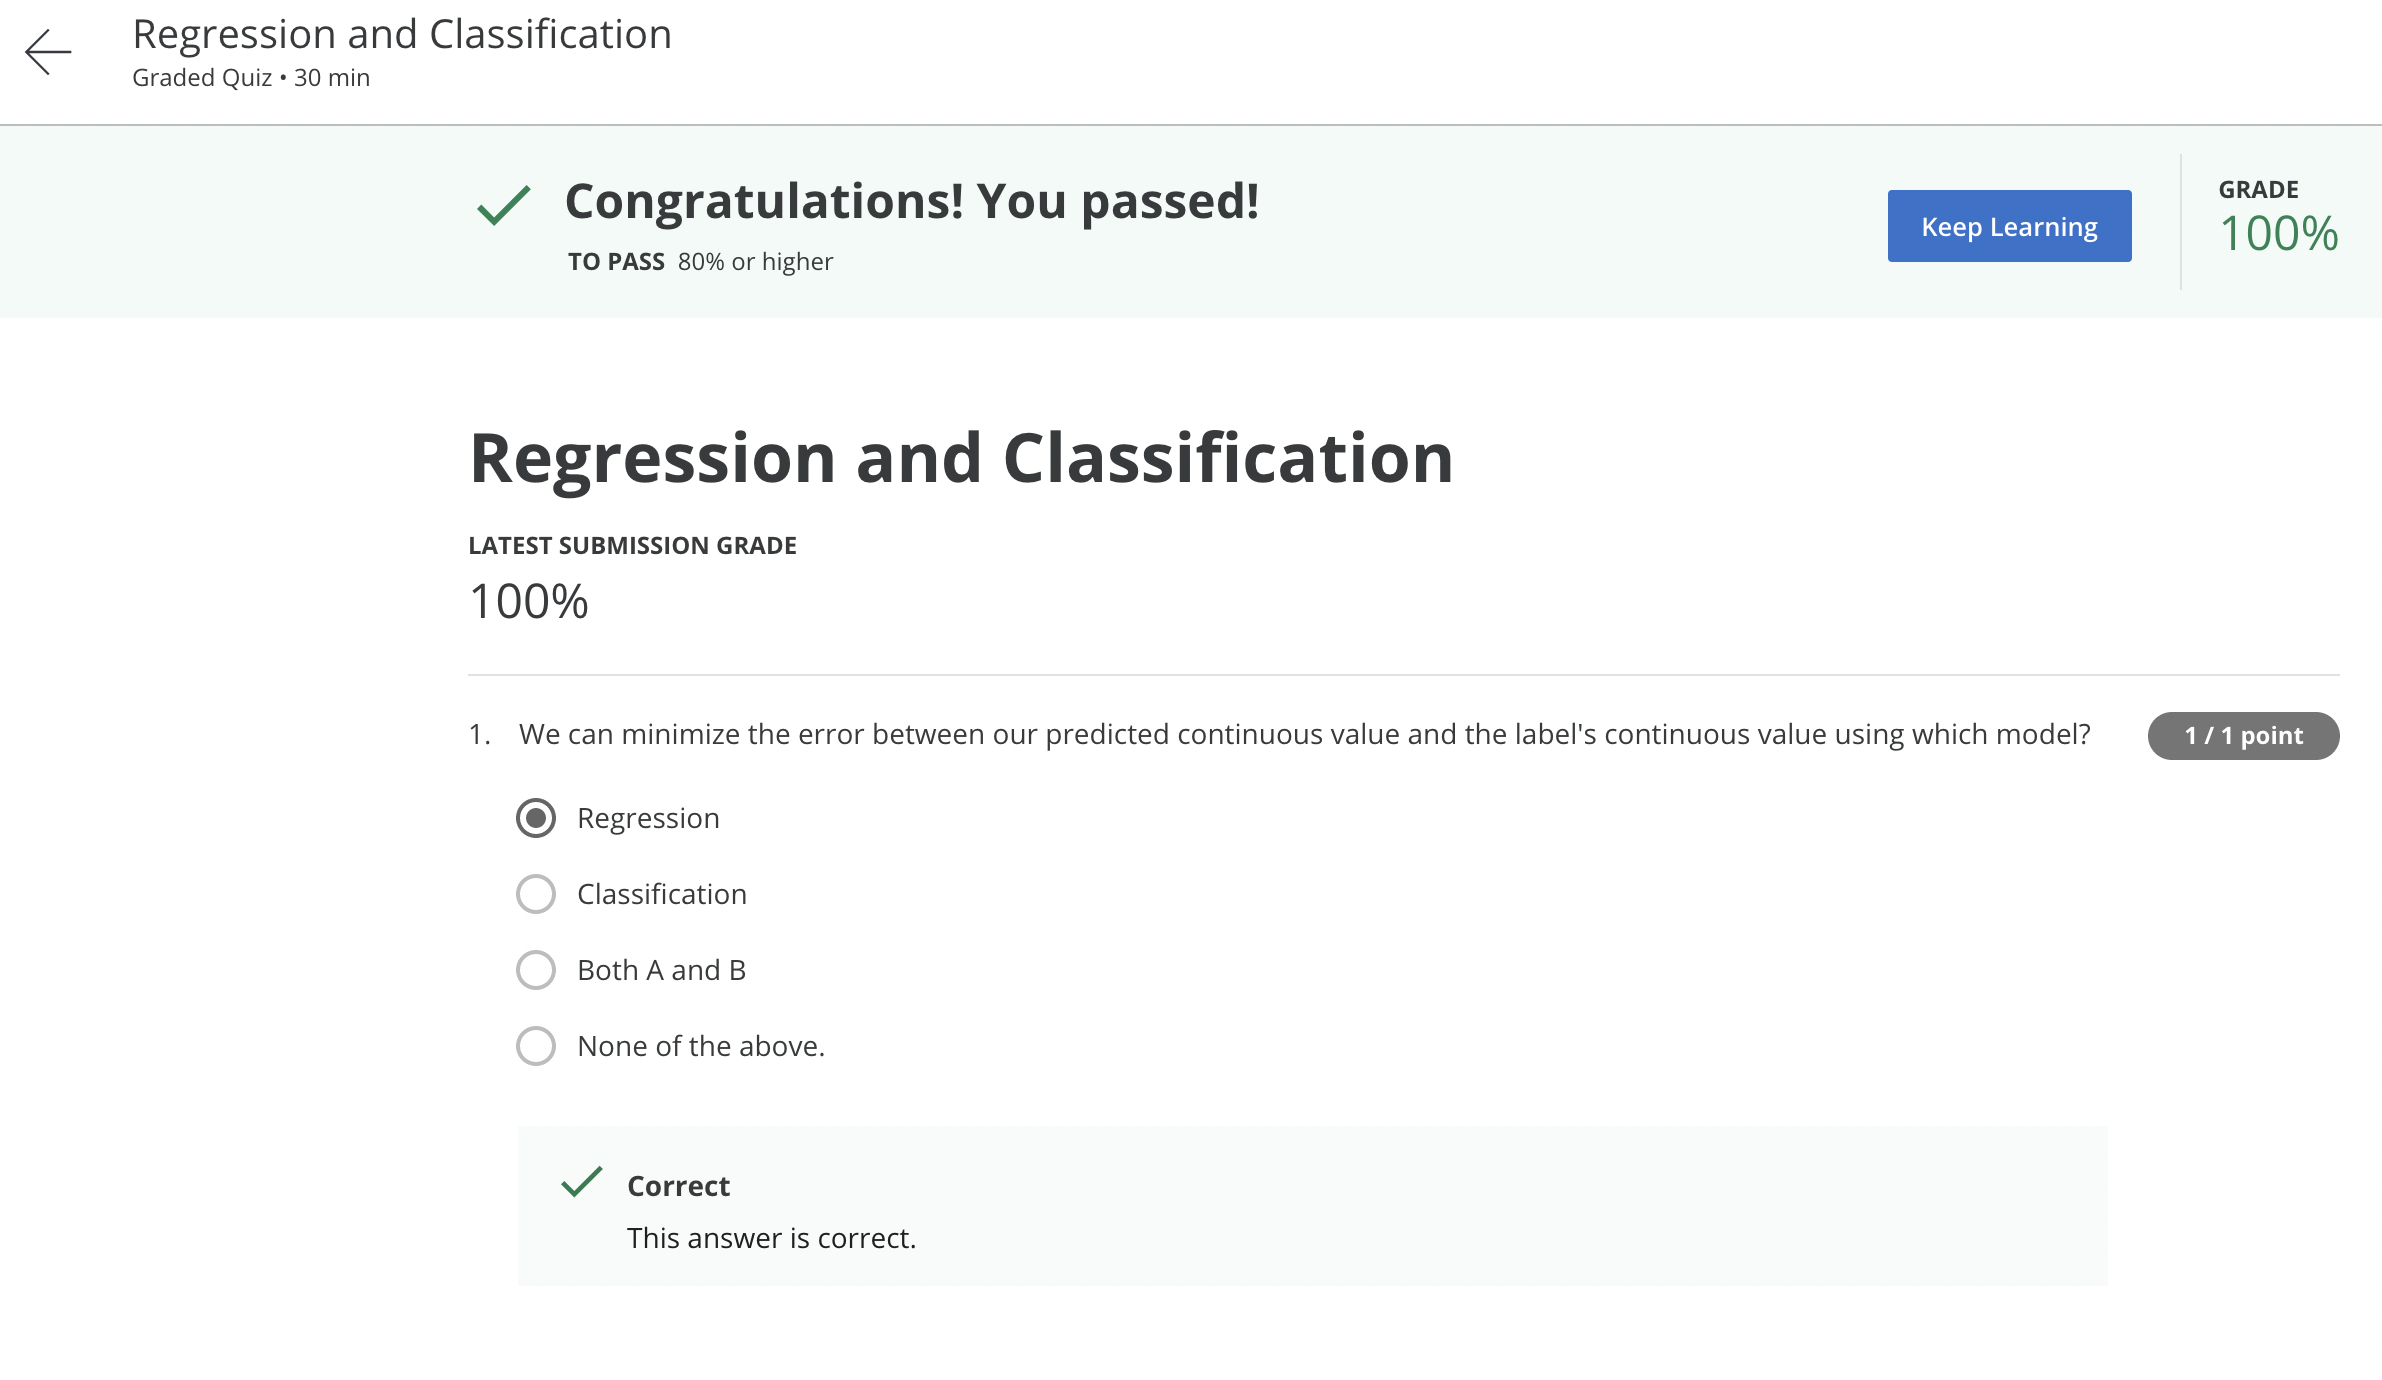 Regression and Classification
Graded Quiz • 30 min
Congratulations! You passed!
TO PASS 80% or higher
Keep Learning
GRADE
100%
Regression and Classification
LATEST SUBMISSION GRADE
100%
1. We can minimize the error between our predicted continuous value and the label's continuous value using which model?
1 / 1 point
Regression
Classification
Both A and B
None of the above.
Correct
This answer is correct.